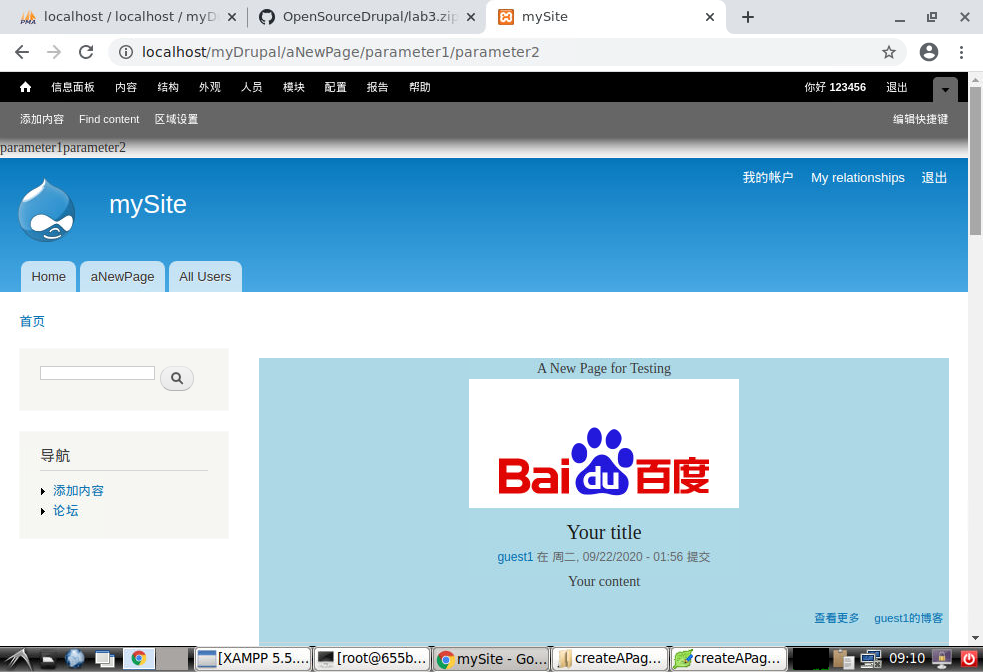 localhost / localhost / myD
OpenSourceDrupal/lab3.zip
mySite
localhost/myDrupal/aNewPage/parameter1/parameter2
信息面板 内容 结构 外观 人员 模块 配置 报告 帮助 你好 123456 退出
添加内容 Find content 区域设置 编辑快捷键
parameter1parameter2
我的帐户 My relationships 退出
mySite
Home aNewPage All Users
首页
A New Page for Testing
Bai du 百度
导航
添加内容
论坛
Your title
guest1 在 周二, 09/22/2020 - 01:56 提交
Your content
查看更多 guest1的博客
[XAMPP 5.5.... [root@655b... mySite - Go... createAPag... createAPag... 09:10